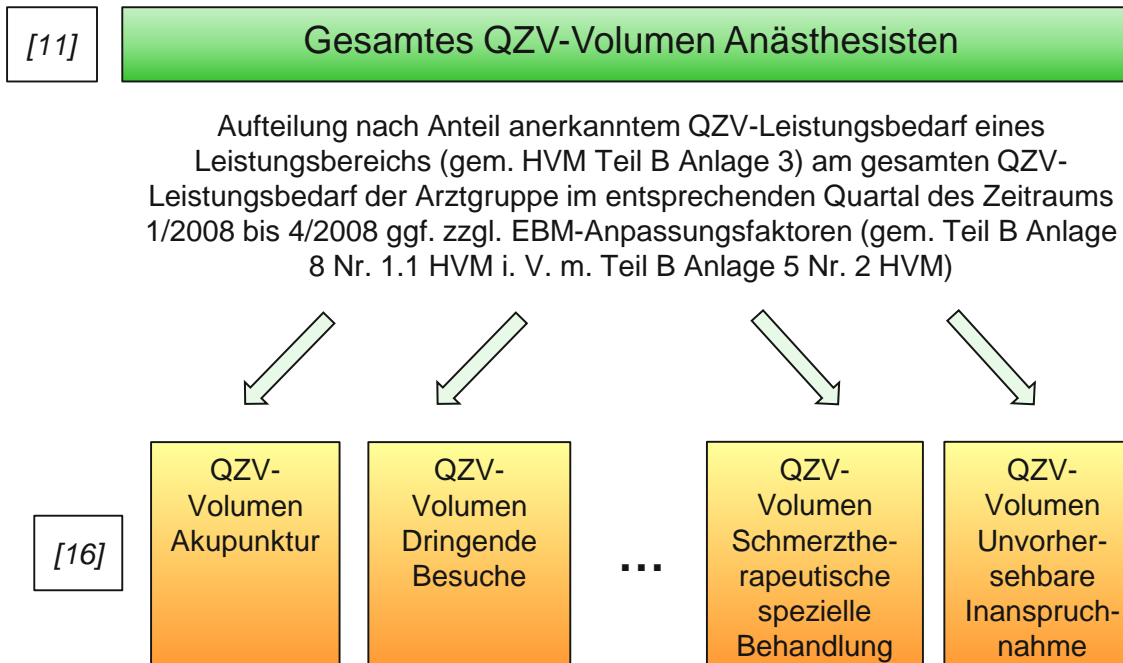 [11]
Gesamtes QZV-Volumen Anästhesisten
Aufteilung nach Anteil anerkanntem QZV-Leistungsbedarf eines
Leistungsbereichs (gem. HVM Teil B Anlage 3) am gesamten QZV-
Leistungsbedarf der Arztgruppe im entsprechenden Quartal des Zeitraums
1/2008 bis 4/2008 ggf. zzgl. EBM-Anpassungsfaktoren (gem. Teil B Anlage
8 Nr. 1.1 HVM i. V. m. Teil B Anlage 5 Nr. 2 HVM)
[16]
QZV-
Volumen
Akupunktur
QZV-
Volumen
Dringende
Besuche
...
QZV-
Volumen
Schmerzthe-
rapeutische
spezielle
Behandlung
QZV-
Volumen
Unvorher-
sehbare
Inanspruch-
nahme